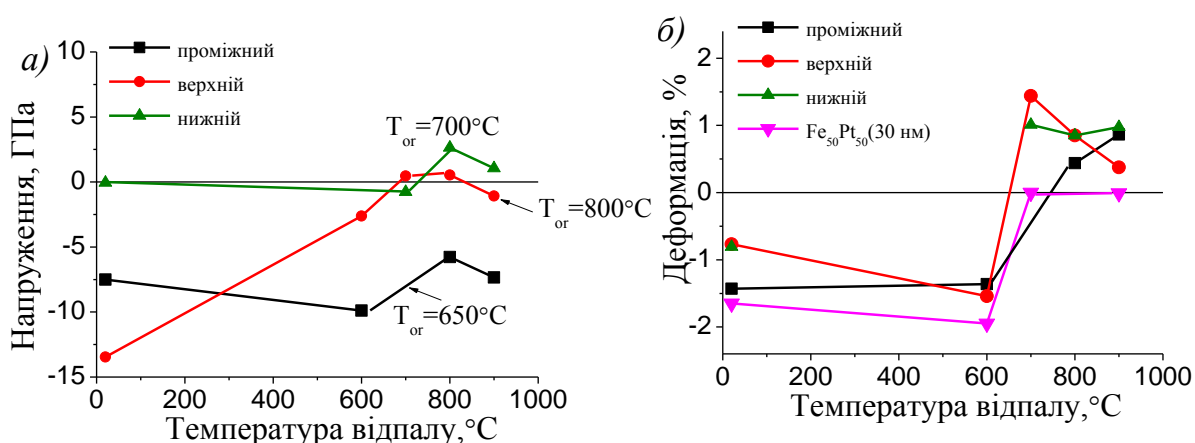 а)
Напруження, ГПа
10
5
0
-5
-10
-15
проміжний
верхній
нижній
T_or=700°C
T_or=800°C
T_or=650°C
0
200
400
600
800
1000
Температура відпалу,°C
б)
Деформація, %
2
1
0
-1
-2
проміжний
верхній
нижній
Fe50Pt50(30 нм)
0
200
400
600
800
1000
Температура відпалу,°C